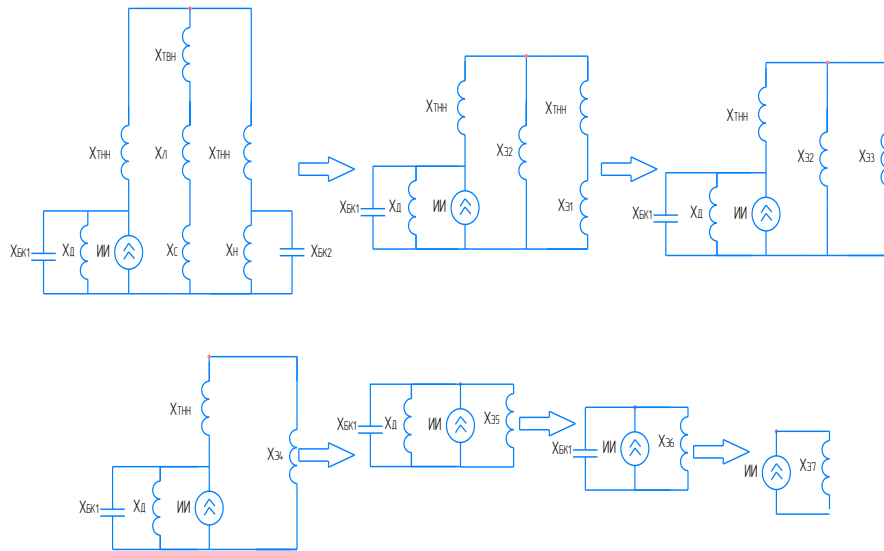 XТВН
XТНН
XЛ
XТНН
XБК1
XД
ИИ
XС
XН
XБК2
XТНН
XЭ2
XТНН
XБК1
XД
ИИ
XЭ1
XТНН
XЭ2
XЭ3
XБК1
XД
ИИ
XТНН
XЭ4
XБК1
XД
ИИ
XБК1
XД
ИИ
XЭ5
XБК1
ИИ
XЭ6
ИИ
XЭ7